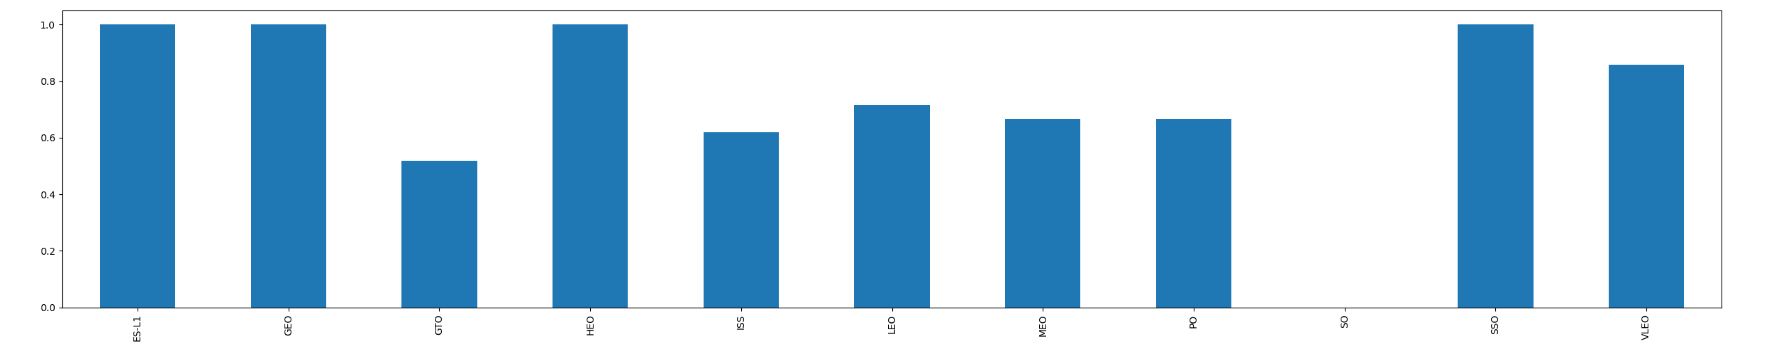 1.0
0.8
0.6
0.4
0.2
0.0
ES-L1
GEO
GTO
HEO
ISS
LEO
MEO
PO
SO
SSO
VLEO